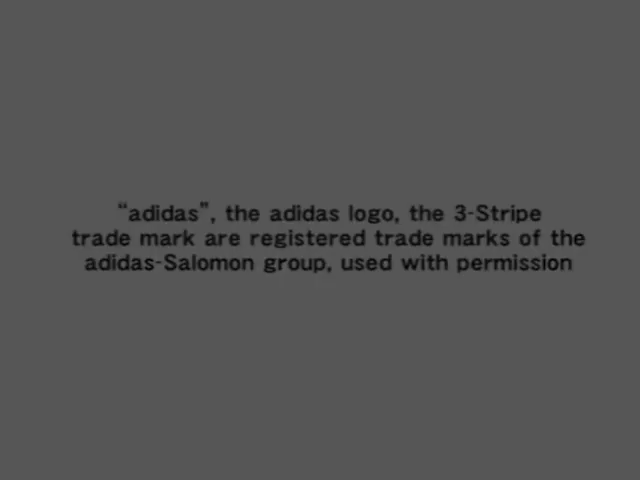 “adidas”, the adidas logo, the 3-Stripe
trade mark are registered trade marks of the
adidas-Salomon group, used with permission